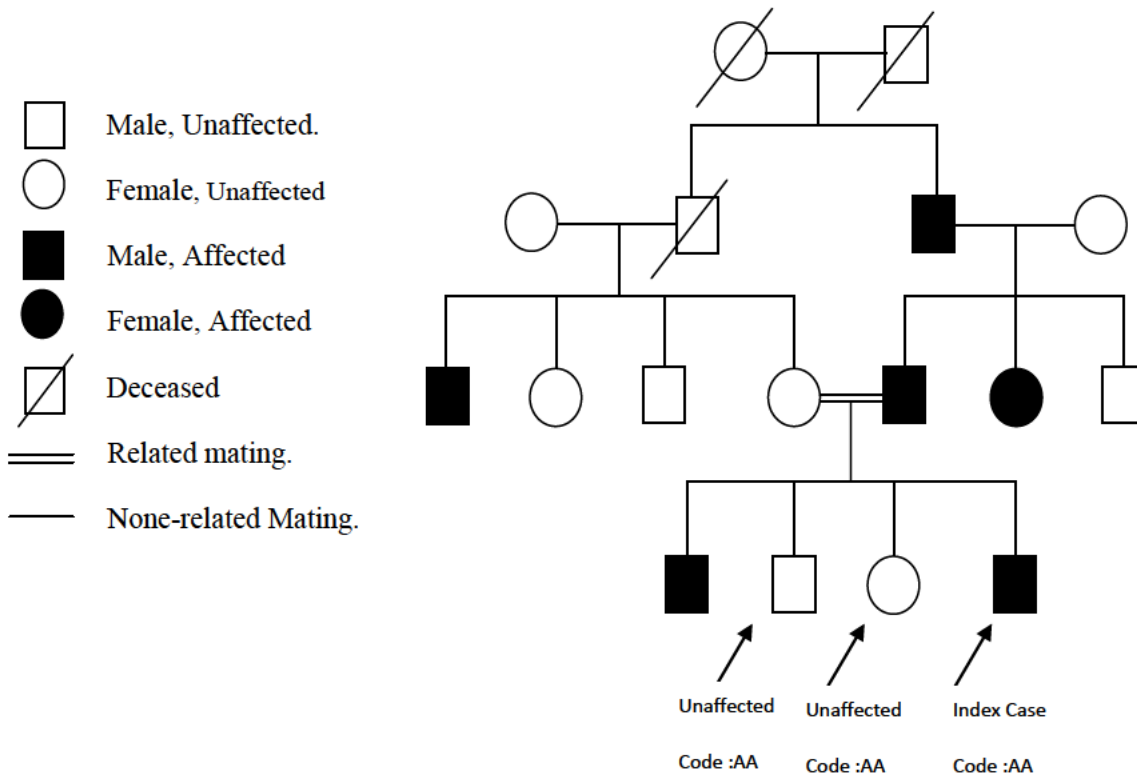 Male, Unaffected.
Female, Unaffected
Male, Affected
Female, Affected
Deceased
Related mating.
None-related Mating.
Unaffected
Code :AA
Unaffected
Code :AA
Index Case
Code :AA